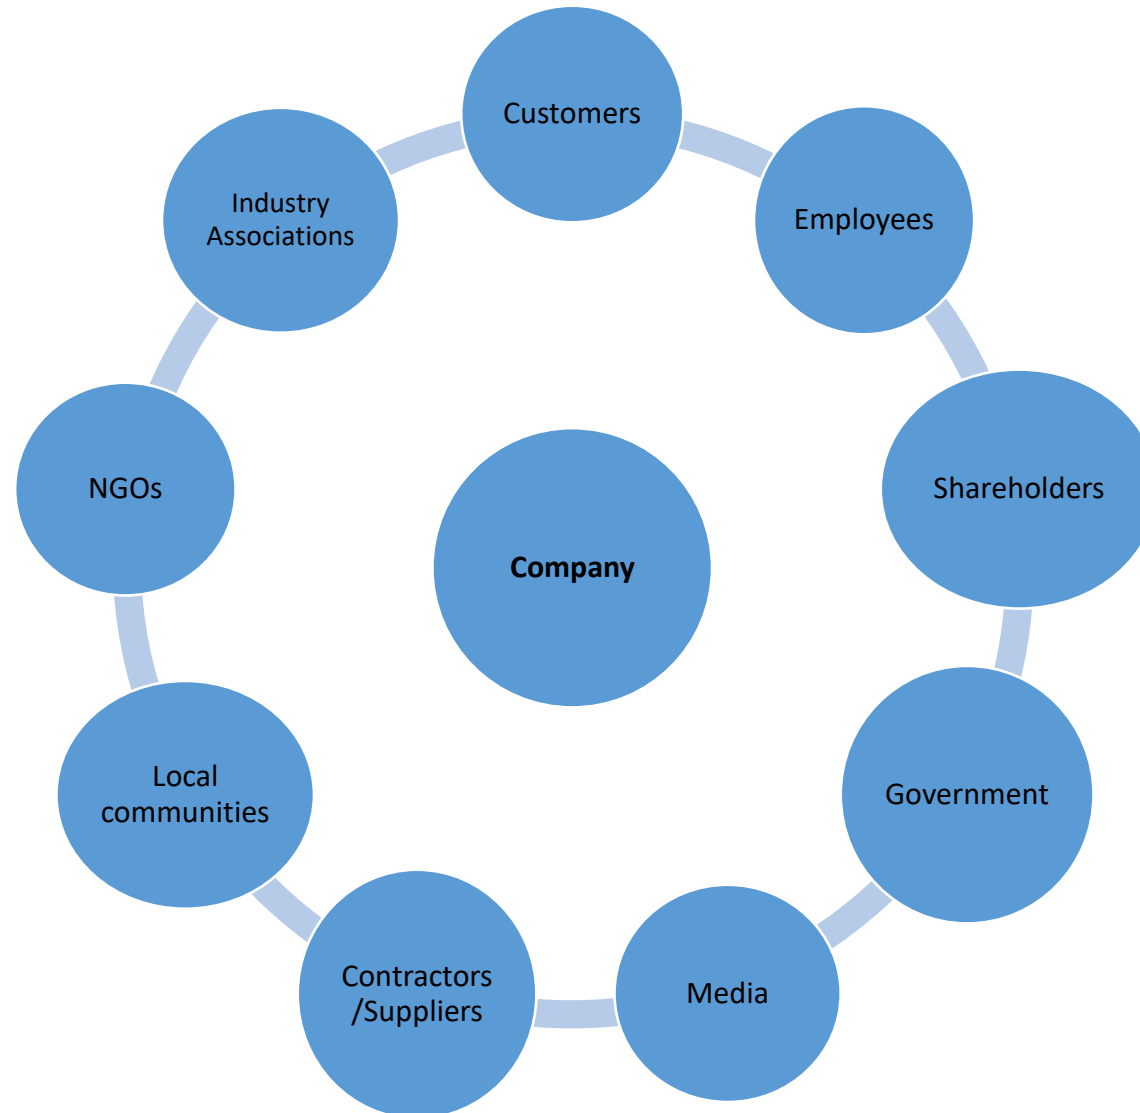 Customers
Employees
Industry
Associations
Shareholders
NGOs
Company
Government
Local
communities
Media
Contractors
/Suppliers